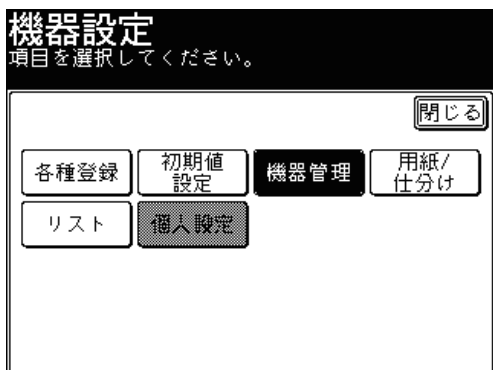 機器設定
項目を選択してください。
閉じる
各種登録
初期値
設定
機器管理
用紙/
仕分け
リスト
個人設定